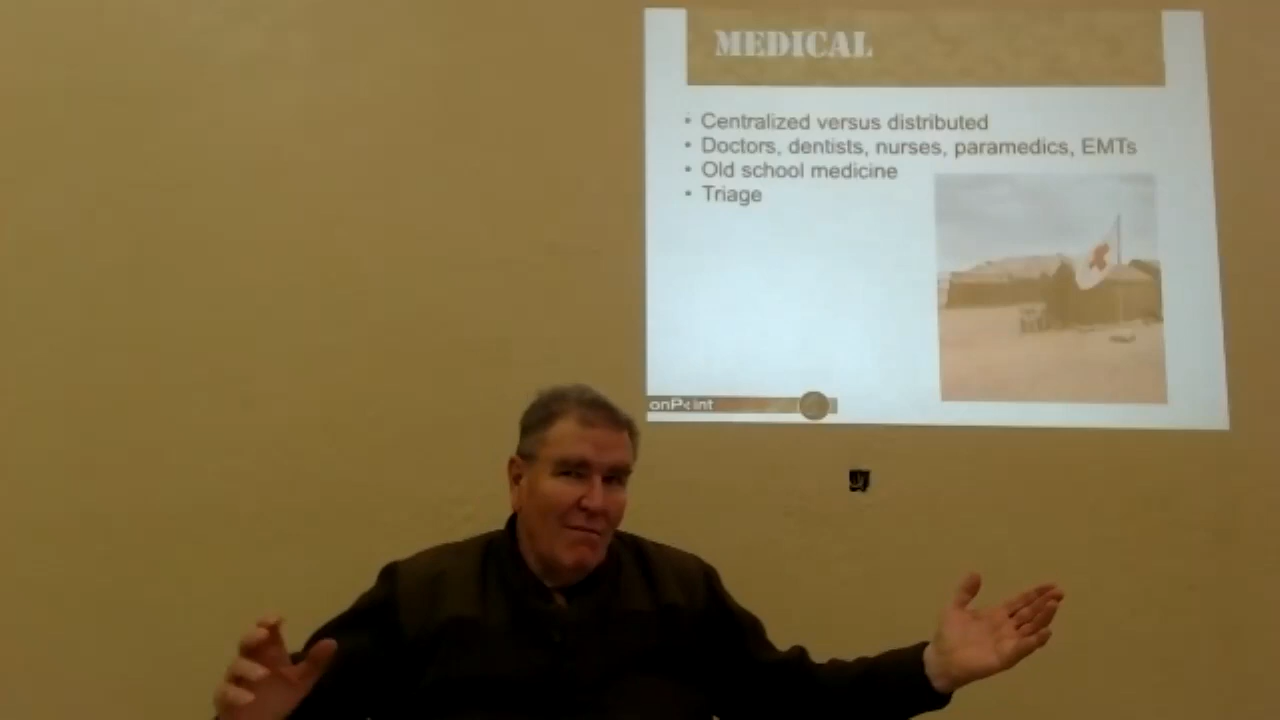 MEDICAL
• Centralized versus distributed
• Doctors, dentists, nurses, paramedics, EMTs
• Old school medicine
• Triage